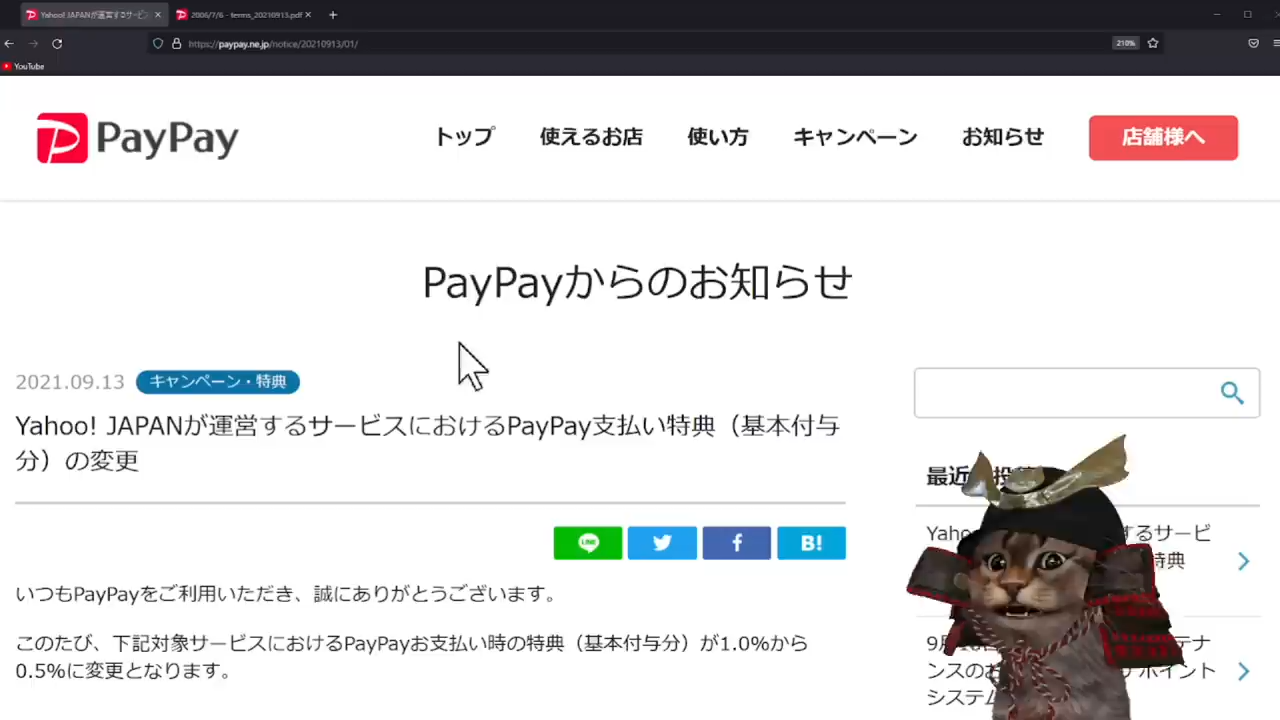 Yahoo! JAPANが運営するサービ
2006/7/6 - terms_20210913.pdf
https://paypay.ne.jp/notice/20210913/01/
210%
YouTube
PayPay
トップ
使えるお店
使い方
キャンペーン
お知らせ
店舗様へ
PayPayからのお知らせ
2021.09.13
キャンペーン・特典
Yahoo! JAPANが運営するサービスにおけるPayPay支払い特典（基本付与
分）の変更
LINE
B!
いつもPayPayをご利用いただき、誠にありがとうございます。
このたび、下記対象サービスにおけるPayPayお支払い時の特典（基本付与分）が1.0%から
0.5%に変更となります。
最近
Yaho
するサービ
特典
ンスのお
ポイント
システム